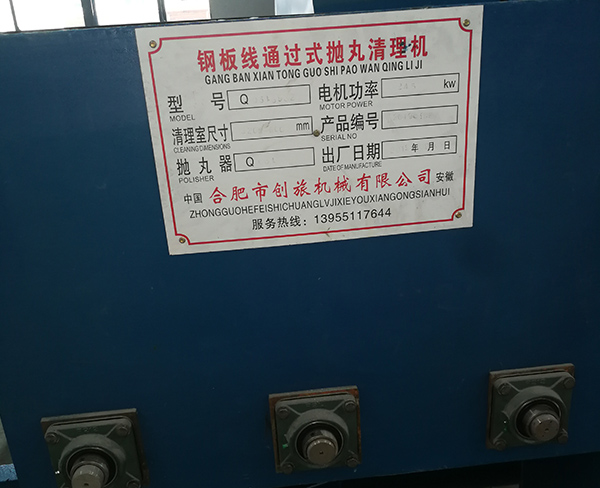 钢板线通过式抛丸清理机
GANG BAN XIAN TONG GUO SHI PAO WAN QING LI JI
型号 Q 电机功率 kw
MODEL MOTOR POWER
清理室尺寸 mm 产品编号
CLEANING DIMENSIONS SERIAL NO
抛丸器 Q 出厂日期 年 月 日
POLISHER DATE OF MANUFACTURE
中国 合肥市创旅机械有限公司 安徽
ZHONGGUOHEFEISHICHUANGLVJIXIEYOUXIANGONGSIANHUI
服务热线：13955117644